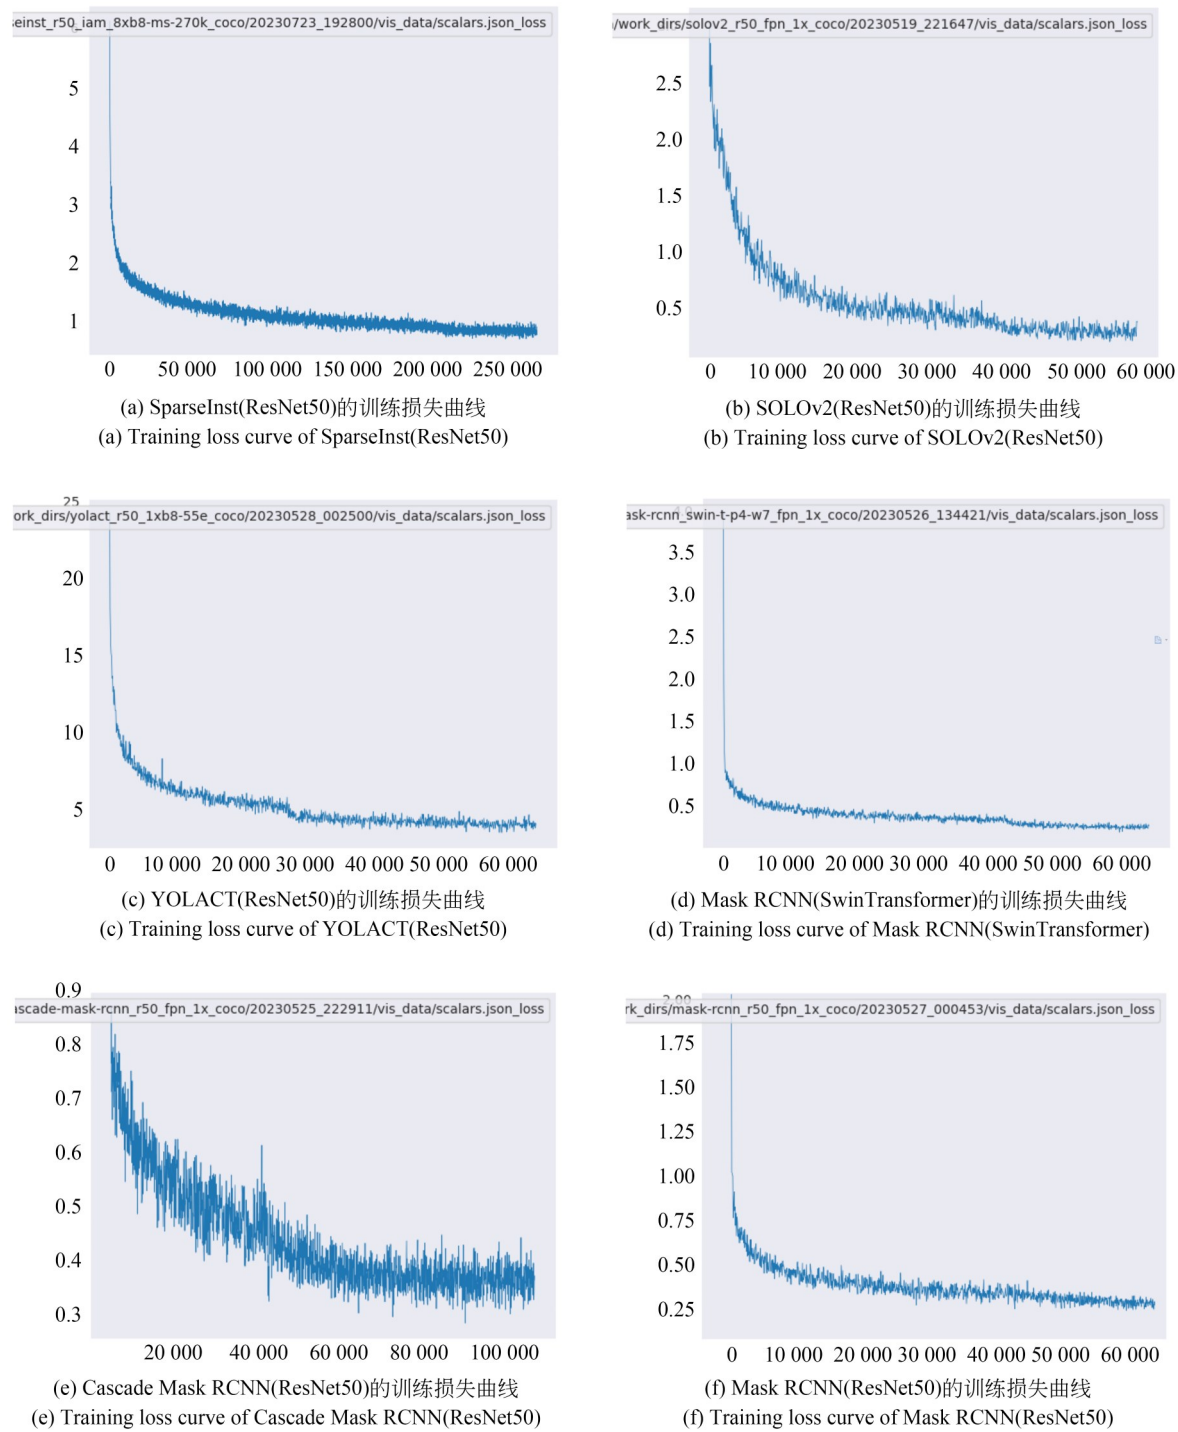 seinst_r50_iam_8xb8-ms-270k_coco/20230723_192800/vis_data/scalars.json_loss
5
4
3
2
1
0 50 000 100 000 150 000 200 000 250 000
(a) SparseInst(ResNet50)的训练损失曲线
(a) Training loss curve of SparseInst(ResNet50)
/work_dirs/solov2_r50_fpn_1x_coco/20230519_221647/vis_data/scalars.json_loss
2.5
2.0
1.5
1.0
0.5
0 10 000 20 000 30 000 40 000 50 000 60 000
(b) SOLOv2(ResNet50)的训练损失曲线
(b) Training loss curve of SOLOv2(ResNet50)
25
ork_dirs/yolact_r50_1xb8-55e_coco/20230528_002500/vis_data/scalars.json_loss
20
15
10
5
0 10 000 20 000 30 000 40 000 50 000 60 000
(c) YOLACT(ResNet50)的训练损失曲线
(c) Training loss curve of YOLACT(ResNet50)
ask-rcnn_swin-t-p4-w7_fpn_1x_coco/20230526_134421/vis_data/scalars.json_loss
3.5
3.0
2.5
2.0
1.5
1.0
0.5
0 10 000 20 000 30 000 40 000 50 000 60 000
(d) Mask RCNN(SwinTransformer)的训练损失曲线
(d) Training loss curve of Mask RCNN(SwinTransformer)
0.9
ascade-mask-rcnn_r50_fpn_1x_coco/20230525_222911/vis_data/scalars.json_loss
0.8
0.7
0.6
0.5
0.4
0.3
20 000 40 000 60 000 80 000 100 000
(e) Cascade Mask RCNN(ResNet50)的训练损失曲线
(e) Training loss curve of Cascade Mask RCNN(ResNet50)
2.00
rk_dirs/mask-rcnn_r50_fpn_1x_coco/20230527_000453/vis_data/scalars.json_loss
1.75
1.50
1.25
1.00
0.75
0.50
0.25
0 10 000 20 000 30 000 40 000 50 000 60 000
(f) Mask RCNN(ResNet50)的训练损失曲线
(f) Training loss curve of Mask RCNN(ResNet50)